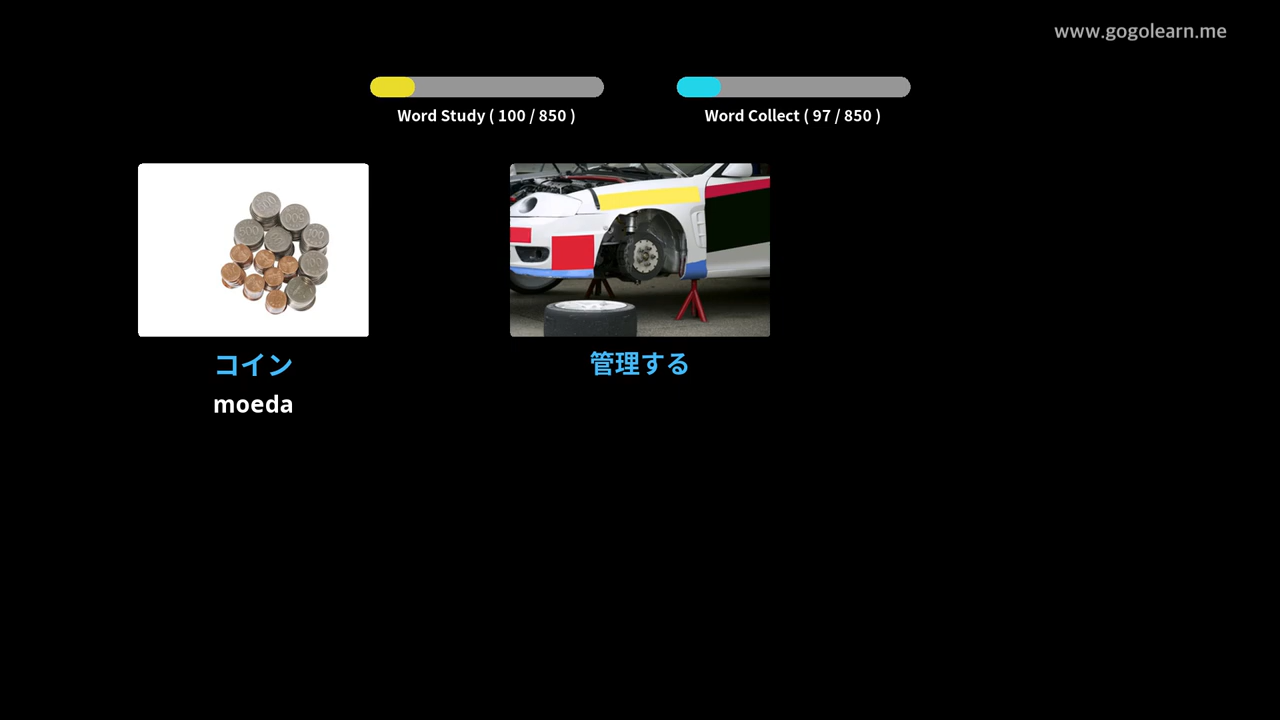 www.gogolearn.me
Word Study ( 100 / 850 )
Word Collect ( 97 / 850 )
コイン
moeda
管理する